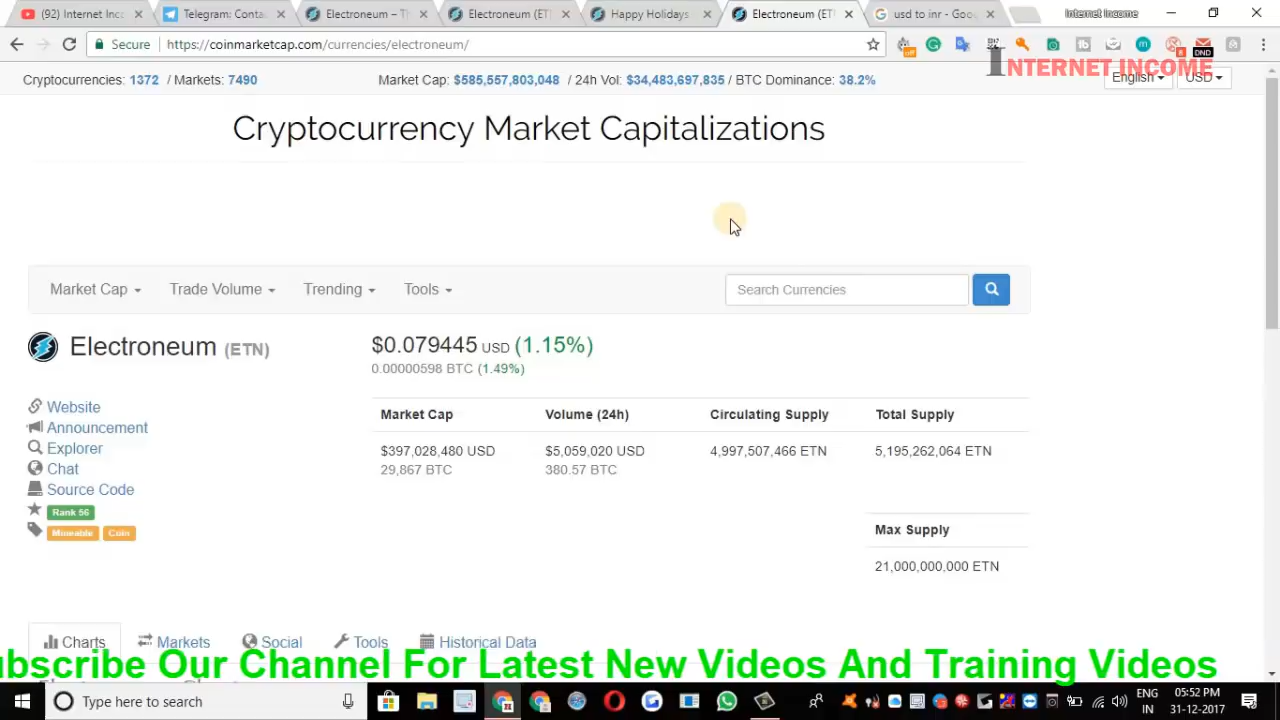 (92) Internet Inco
Telegram: Conta
Electroneum – Th
Electroneum (ET
Happy Holidays
Electroneum (ET
usd to inr - Goo
Internet Income
Secure
https://coinmarketcap.com/currencies/electroneum/
8
DND
INTERNET INCOME
Cryptocurrencies: 1372 / Markets: 7490
Market Cap: $585,557,803,048 / 24h Vol: $34,483,697,835 / BTC Dominance: 38.2%
English
USD
Cryptocurrency Market Capitalizations
Market Cap
Trade Volume
Trending
Tools
Search Currencies
Electroneum (ETN)
$0.079445 USD (1.15%)
0.00000598 BTC (1.49%)
Website
Announcement
Explorer
Chat
Source Code
Rank 56
Mineable Coin
Market Cap
Volume (24h)
Circulating Supply
Total Supply
$397,028,480 USD
$5,059,020 USD
4,997,507,466 ETN
5,195,262,064 ETN
29,867 BTC
380.57 BTC
Max Supply
21,000,000,000 ETN
Charts
Markets
Social
Tools
Historical Data
ubscribe Our Channel For Latest New Videos And Training Videos
Type here to search
ENG
IN
05:52 PM
31-12-2017